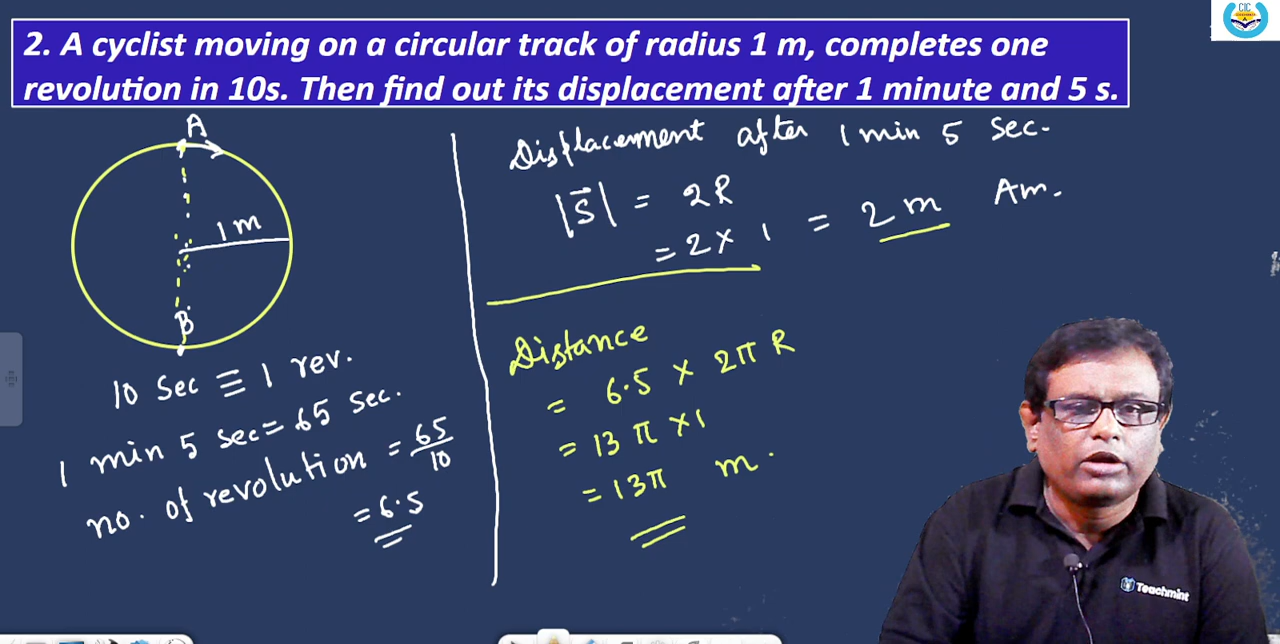 CIC
2. A cyclist moving on a circular track of radius 1 m, completes one
revolution in 10s. Then find out its displacement after 1 minute and 5 s.
A
1 m
B
10 Sec ≡ 1 rev.
1 min 5 sec = 65 sec.
no. of revolution = 65/10
= 6.5
Displacement after 1 min 5 Sec.
|S⃗| = 2R
= 2 × 1 = 2 m Am.
Distance
= 6.5 × 2π R
= 13 π × 1
= 13π m.
Teachmint